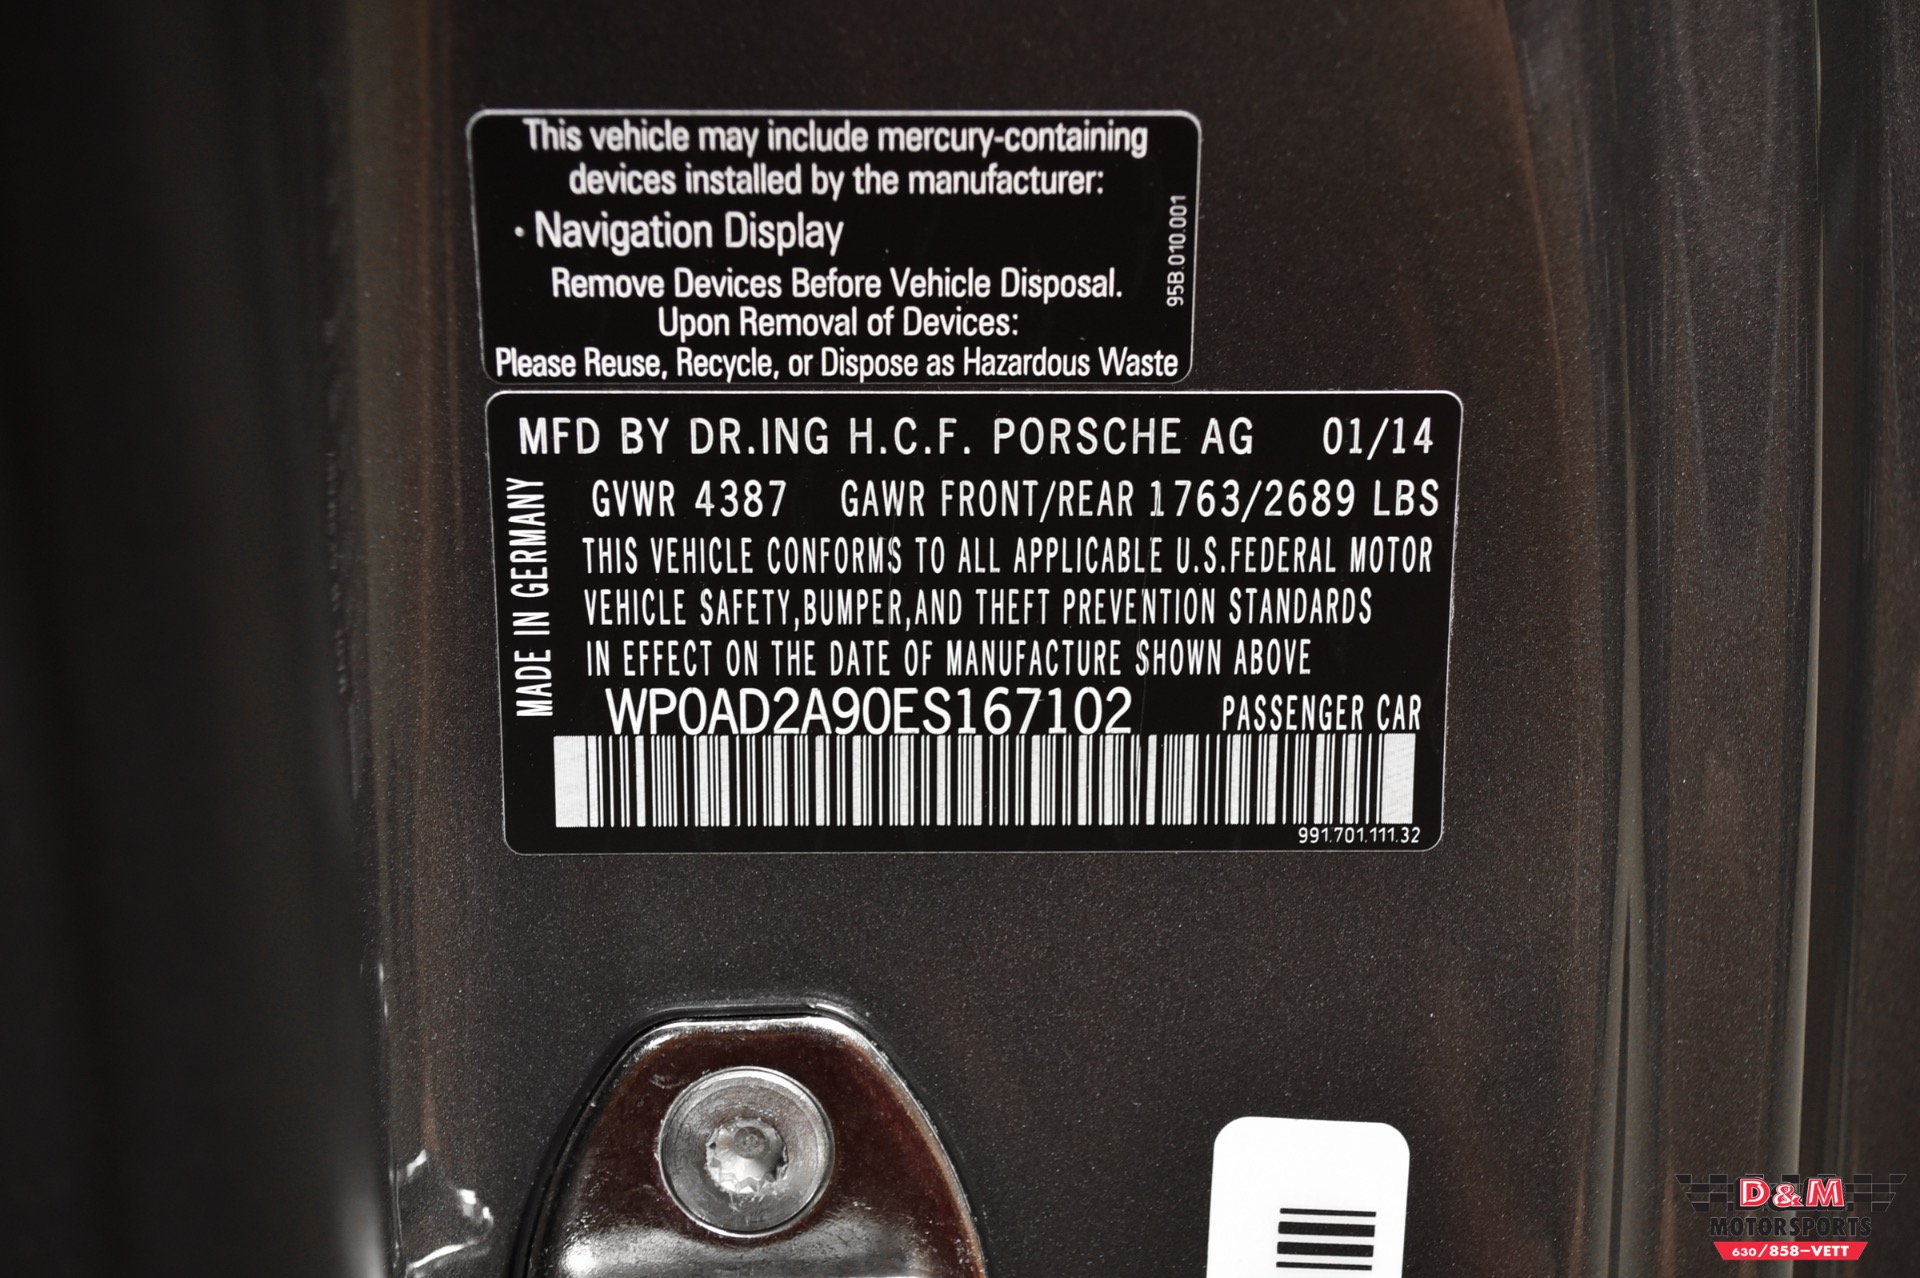 This vehicle may include mercury-containing
devices installed by the manufacturer:
· Navigation Display
Remove Devices Before Vehicle Disposal.
Upon Removal of Devices:
Please Reuse, Recycle, or Dispose as Hazardous Waste
95B.010.001
MFD BY DR.ING H.C.F. PORSCHE AG 01/14
GVWR 4387 GAWR FRONT/REAR 1763/2689 LBS
THIS VEHICLE CONFORMS TO ALL APPLICABLE U.S.FEDERAL MOTOR
VEHICLE SAFETY,BUMPER,AND THEFT PREVENTION STANDARDS
IN EFFECT ON THE DATE OF MANUFACTURE SHOWN ABOVE
MADE IN GERMANY
WP0AD2A90ES167102 PASSENGER CAR
991.701.111.32
D&M
MOTORSPORTS
630/858-VETT